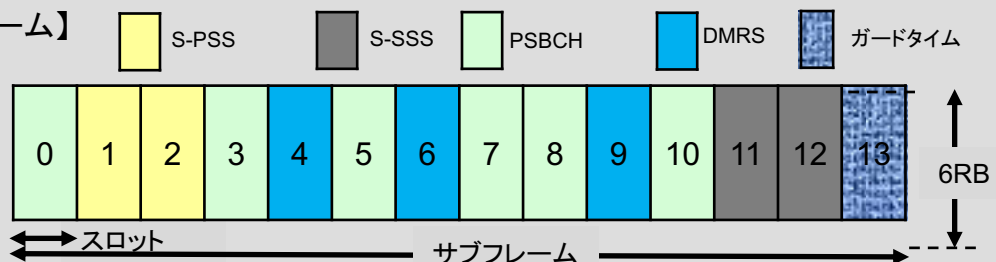 ーム】
S-PSS S-SSS PSBCH DMRS ガードタイム
0 1 2 3 4 5 6 7 8 9 10 11 12 13
6RB
スロット
サブフレーム